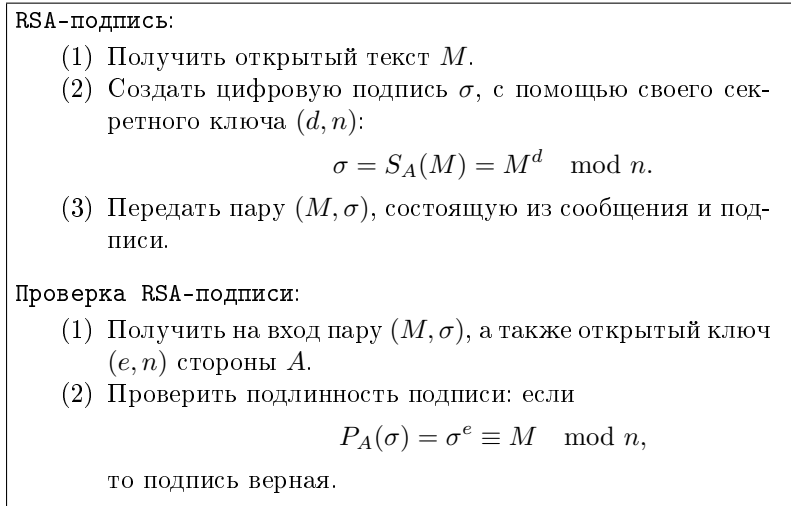 RSA-подпись:
(1) Получить открытый текст M.
(2) Создать цифровую подпись σ, с помощью своего сек-
ретного ключа (d, n):
σ = S_A(M) = M^d mod n.
(3) Передать пару (M, σ), состоящую из сообщения и под-
писи.
Проверка RSA-подписи:
(1) Получить на вход пару (M, σ), а также открытый ключ
(e, n) стороны A.
(2) Проверить подлинность подписи: если
P_A(σ) = σ^e ≡ M mod n,
то подпись верная.